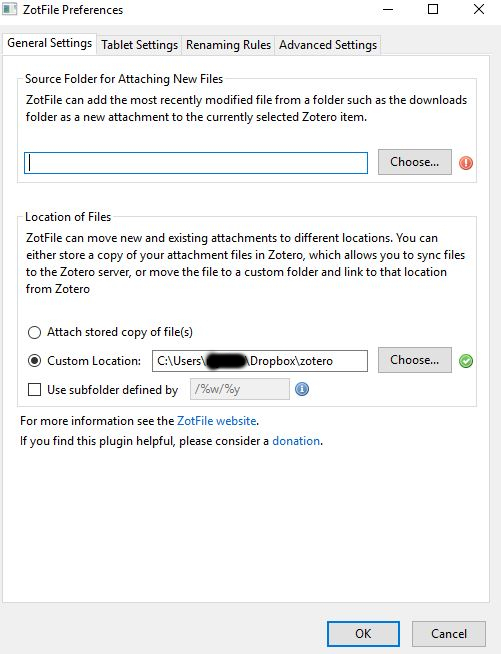 ZotFile Preferences
General Settings Tablet Settings Renaming Rules Advanced Settings
Source Folder for Attaching New Files
ZotFile can add the most recently modified file from a folder such as the downloads
folder as a new attachment to the currently selected Zotero item.
Choose...
Location of Files
ZotFile can move new and existing attachments to different locations. You can
either store a copy of your attachment files in Zotero, which allows you to sync files
to the Zotero server, or move the file to a custom folder and link to that location
from Zotero
Attach stored copy of file(s)
Custom Location: C:\Users\ \Dropbox\zotero Choose...
Use subfolder defined by /%w/%y
For more information see the ZotFile website.
If you find this plugin helpful, please consider a donation.
OK Cancel